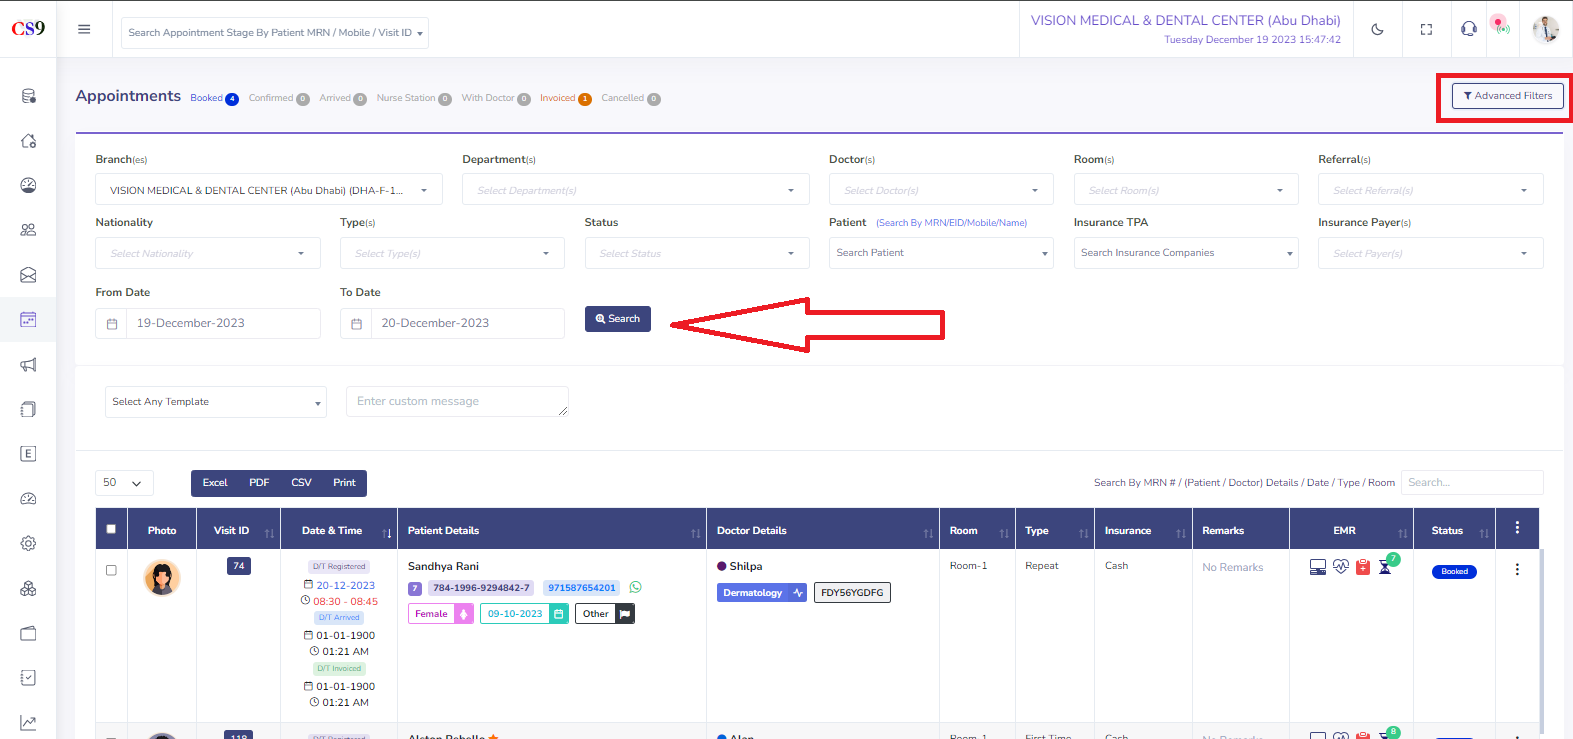 CS9
Search Appointment Stage By Patient MRN / Mobile / Visit ID
VISION MEDICAL & DENTAL CENTER (Abu Dhabi)
Tuesday December 19 2023 15:47:42
Appointments Booked 4 Confirmed 0 Arrived 0 Nurse Station 0 With Doctor 0 Invoiced 1 Cancelled 0
Advanced Filters
Branch(es) Department(s) Doctor(s) Room(s) Referral(s)
VISION MEDICAL & DENTAL CENTER (Abu Dhabi) (DHA-F-1... Select Department(s) Select Doctor(s) Select Room(s) Select Referral(s)
Nationality Type(s) Status Patient (Search By MRN/EID/Mobile/Name) Insurance TPA Insurance Payer(s)
Select Nationality Select Type(s) Select Status Search Patient Search Insurance Companies Select Payer(s)
From Date To Date
19-December-2023 20-December-2023 Search
Select Any Template Enter custom message
E
50 Excel PDF CSV Print Search By MRN # / (Patient / Doctor) Details / Date / Type / Room Search...
Photo Visit ID Date & Time Patient Details Doctor Details Room Type Insurance Remarks EMR Status
74 D/T Registered Sandhya Rani Shilpa Room-1 Repeat Cash No Remarks 7 Booked
20-12-2023 7 784-1996-9294842-7 971587654201 Dermatology FDY56YGDFG
08:30 - 08:45
D/T Arrived Female 09-10-2023 Other
01-01-1900
01:21 AM
D/T Invoiced
01-01-1900
01:21 AM
118 D/T Registered Alston Rebello Alan Room-1 First Time Cash No Remarks 8